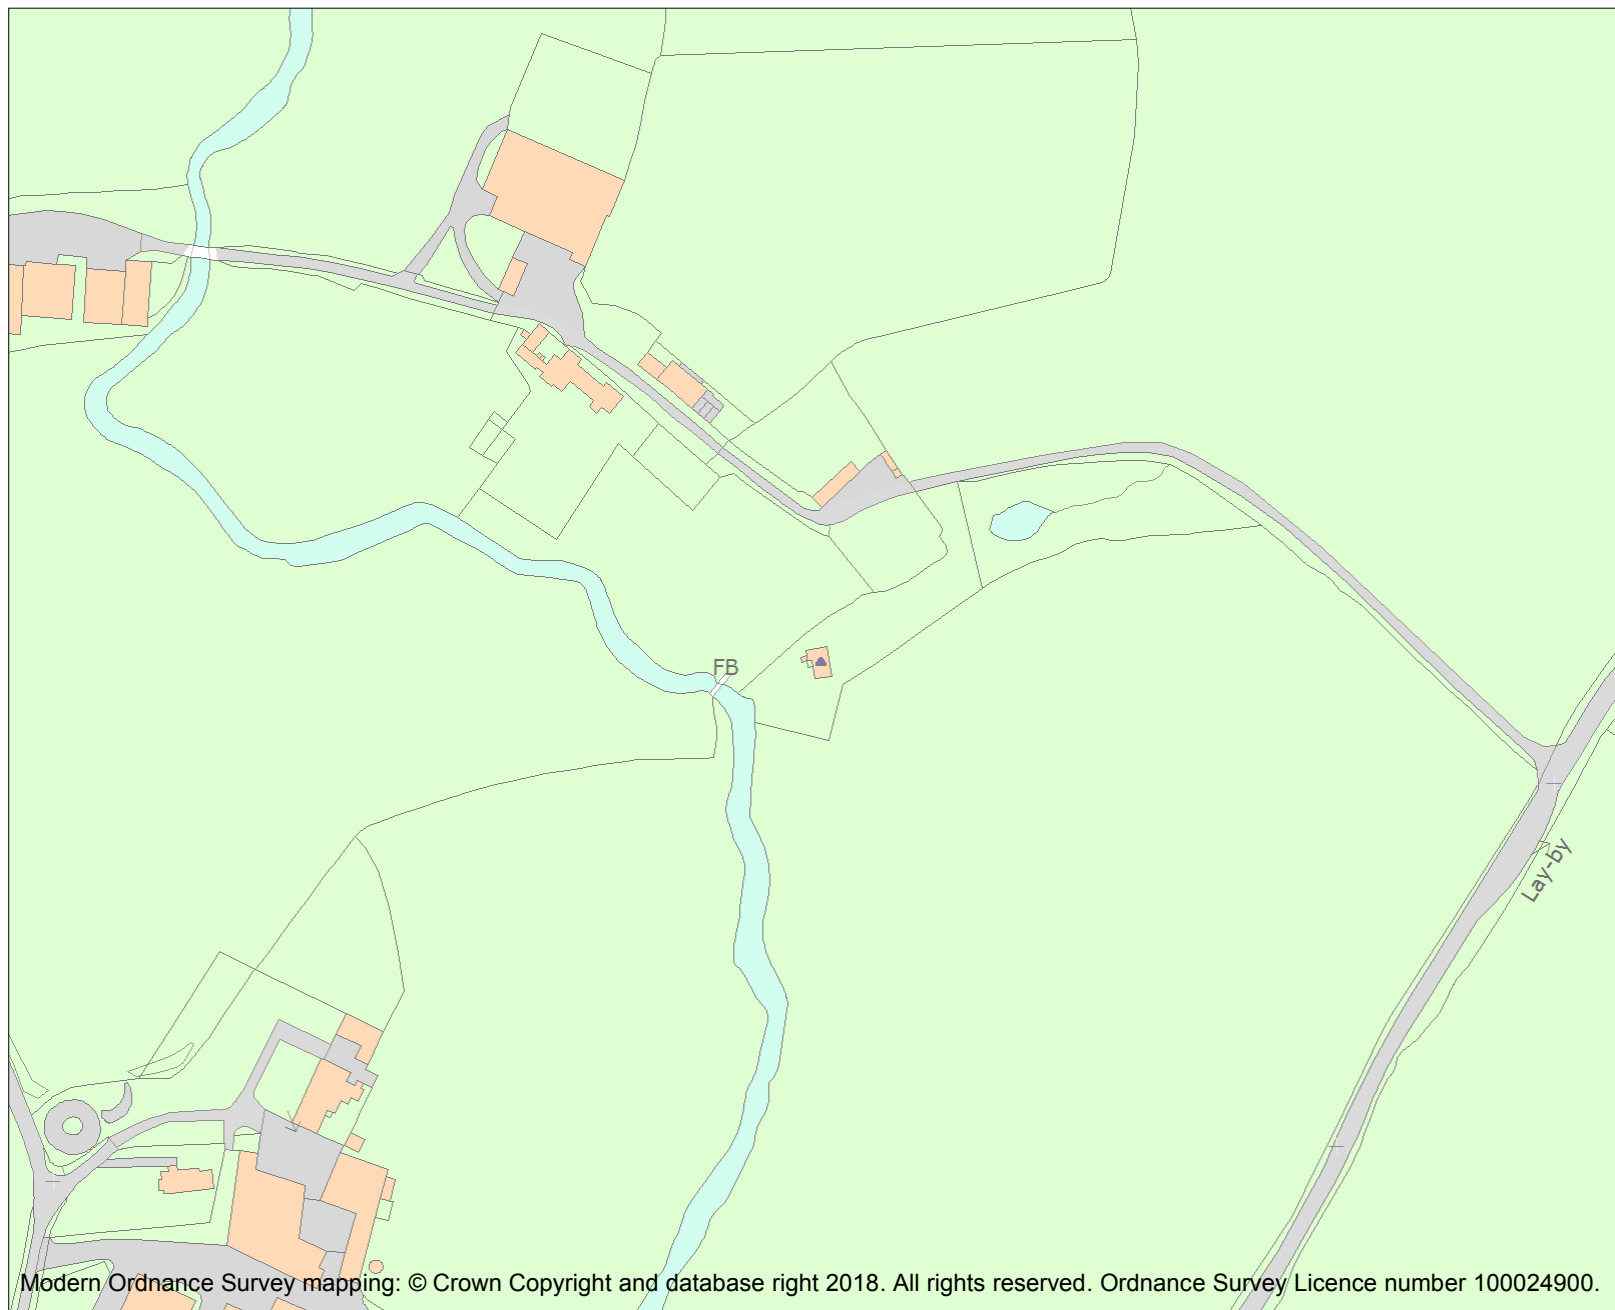 FB
Lay-by
Modern Ordnance Survey mapping: © Crown Copyright and database right 2018. All rights reserved. Ordnance Survey Licence number 100024900.